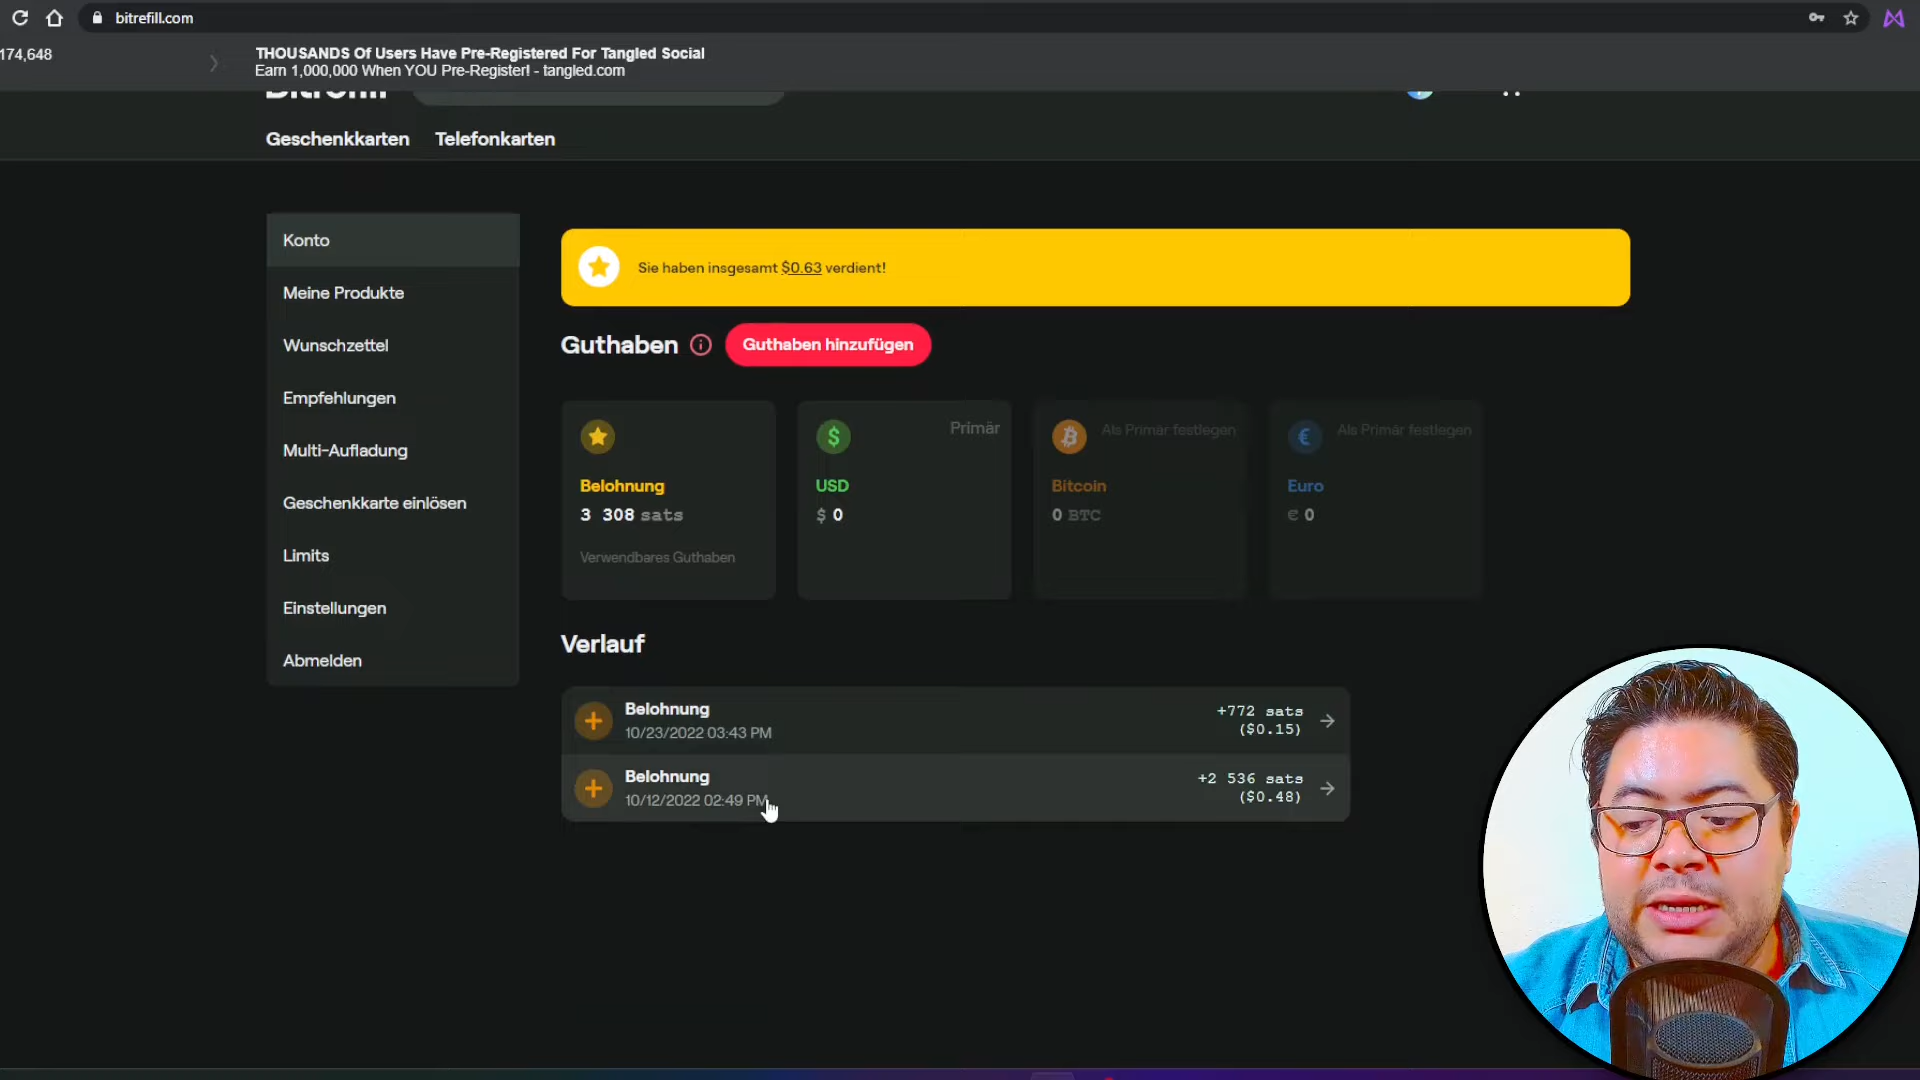 bitrefill.com
174,648
THOUSANDS Of Users Have Pre-Registered For Tangled Social
Earn 1,000,000 When YOU Pre-Register! - tangled.com
Bitrefill
Geschenkkarten Telefonkarten
Konto
Meine Produkte
Wunschzettel
Empfehlungen
Multi-Aufladung
Geschenkkarte einlösen
Limits
Einstellungen
Abmelden
Sie haben insgesamt $0.63 verdient!
Guthaben
Guthaben hinzufügen
Belohnung
3 308 sats
Verwendbares Guthaben
Primär
USD
$ 0
Als Primär festlegen
Bitcoin
0 BTC
Als Primär festlegen
Euro
€ 0
Verlauf
Belohnung
10/23/2022 03:43 PM
+772 sats
($0.15)
Belohnung
10/12/2022 02:49 PM
+2 536 sats
($0.48)